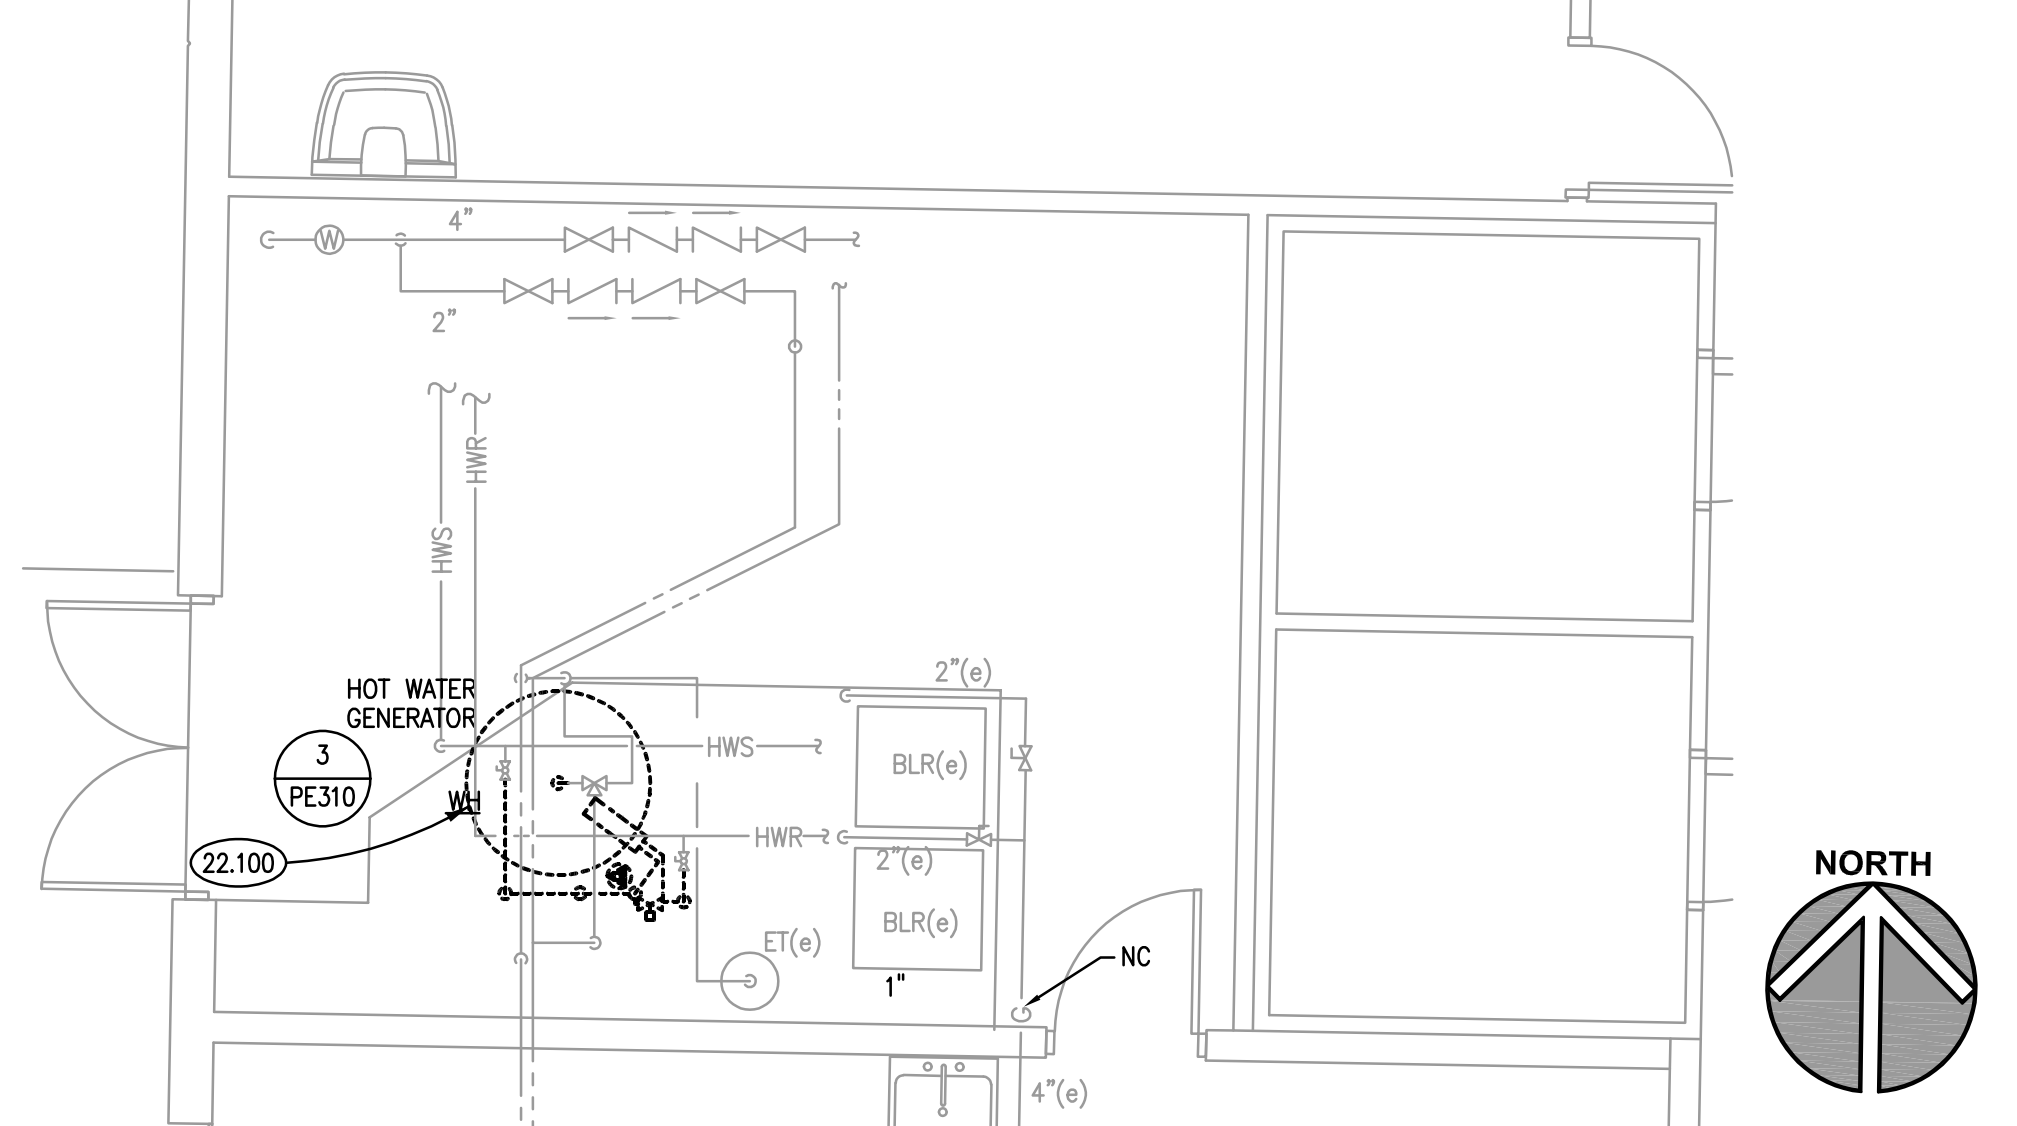 4”
W
2”
HWR
HWS
2”(e)
HOT WATER
GENERATOR
3
PE310
HWS
BLR(e)
WH
HWR
2”(e)
22.100
BLR(e)
ET(e)
1"
NC
G
4”(e)
NORTH